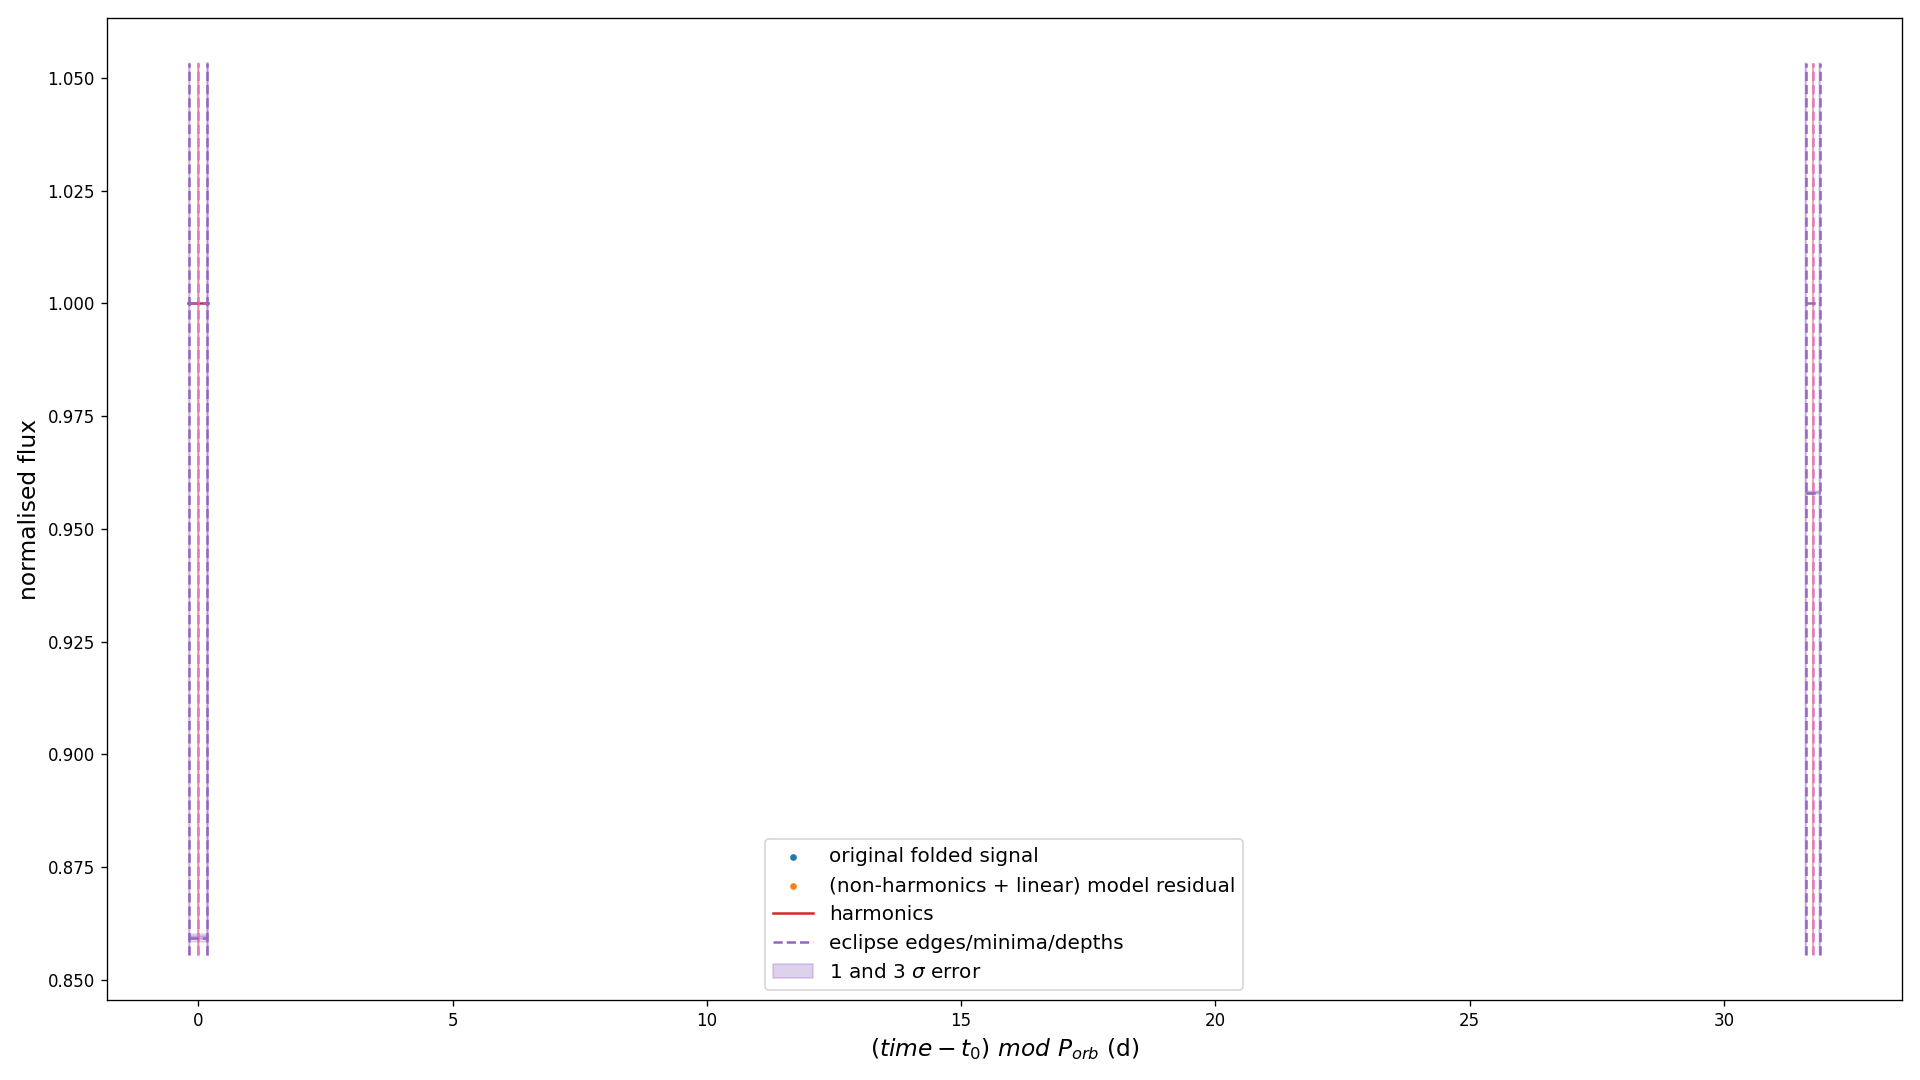 normalised flux
1.050
1.025
1.000
0.975
0.950
0.925
0.900
0.875
0.850
original folded signal
(non-harmonics + linear) model residual
harmonics
eclipse edges/minima/depths
1 and 3 σ error
0 5 10 15 20 25 30
(time − t₀) mod Pₒᵣb (d)